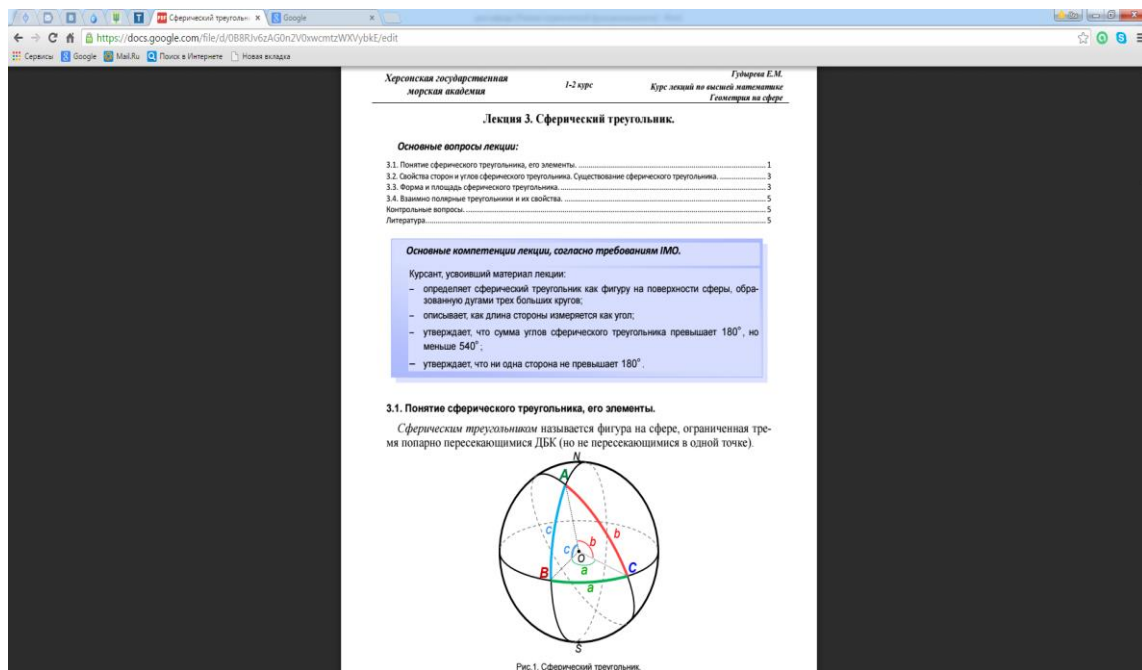 Сферический треугольн
Google
https://docs.google.com/file/d/0B8RJv6zAG0n2V0xwcmtzWXVybkE/edit
Сервисы Google Mail.Ru Поиск в Интернете Новая вкладка
Херсонская государственная
морская академия
1-2 курс
Гудырева Е.М.
Курс лекций по высшей математике
Геометрия на сфере
Лекция 3. Сферический треугольник.
Основные вопросы лекции:
3.1. Понятие сферического треугольника, его элементы. 1
3.2. Свойства сторон и углов сферического треугольника. Существование сферического треугольника. 3
3.3. Форма и площадь сферического треугольника. 3
3.4. Взаимно полярные треугольники и их свойства. 5
Контрольные вопросы. 5
Литература. 5
Основные компетенции лекции, согласно требованиям IMO.
Курсант, усвоивший материал лекции:
– определяет сферический треугольник как фигуру на поверхности сферы, обра-
зованную дугами трех больших кругов;
– описывает, как длина стороны измеряется как угол;
– утверждает, что сумма углов сферического треугольника превышает 180°, но
меньше 540°;
– утверждает, что ни одна сторона не превышает 180°.
3.1. Понятие сферического треугольника, его элементы.
Сферическим треугольником называется фигура на сфере, ограниченная тре-
мя попарно пересекающимися ДБК (но не пересекающимися в одной точке).
N
A
c
b
b
c
O
a
B
C
a
S
Рис.1. Сферический треугольник.